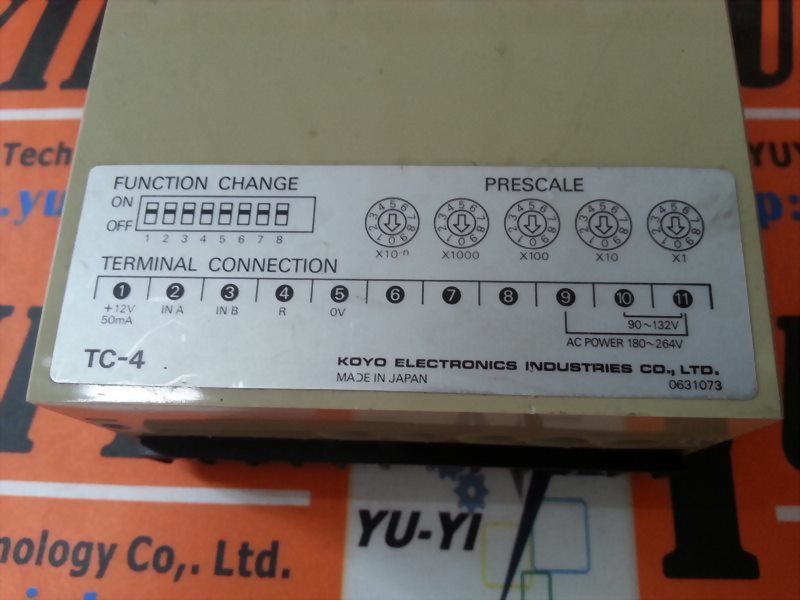 Tech
YUY
.yu
p:
FUNCTION CHANGE
PRESCALE
ON
OFF
1 2 3 4 5 6 7 8
X10-n X1000 X100 X10 X1
TERMINAL CONNECTION
1 2 3 4 5 6 7 8 9 10 11
+12V IN A IN B R 0V
50mA
90~132V
AC POWER 180~264V
TC-4
KOYO ELECTRONICS INDUSTRIES CO., LTD.
MADE IN JAPAN
0631073
YU-YI
nology Co,. Ltd.